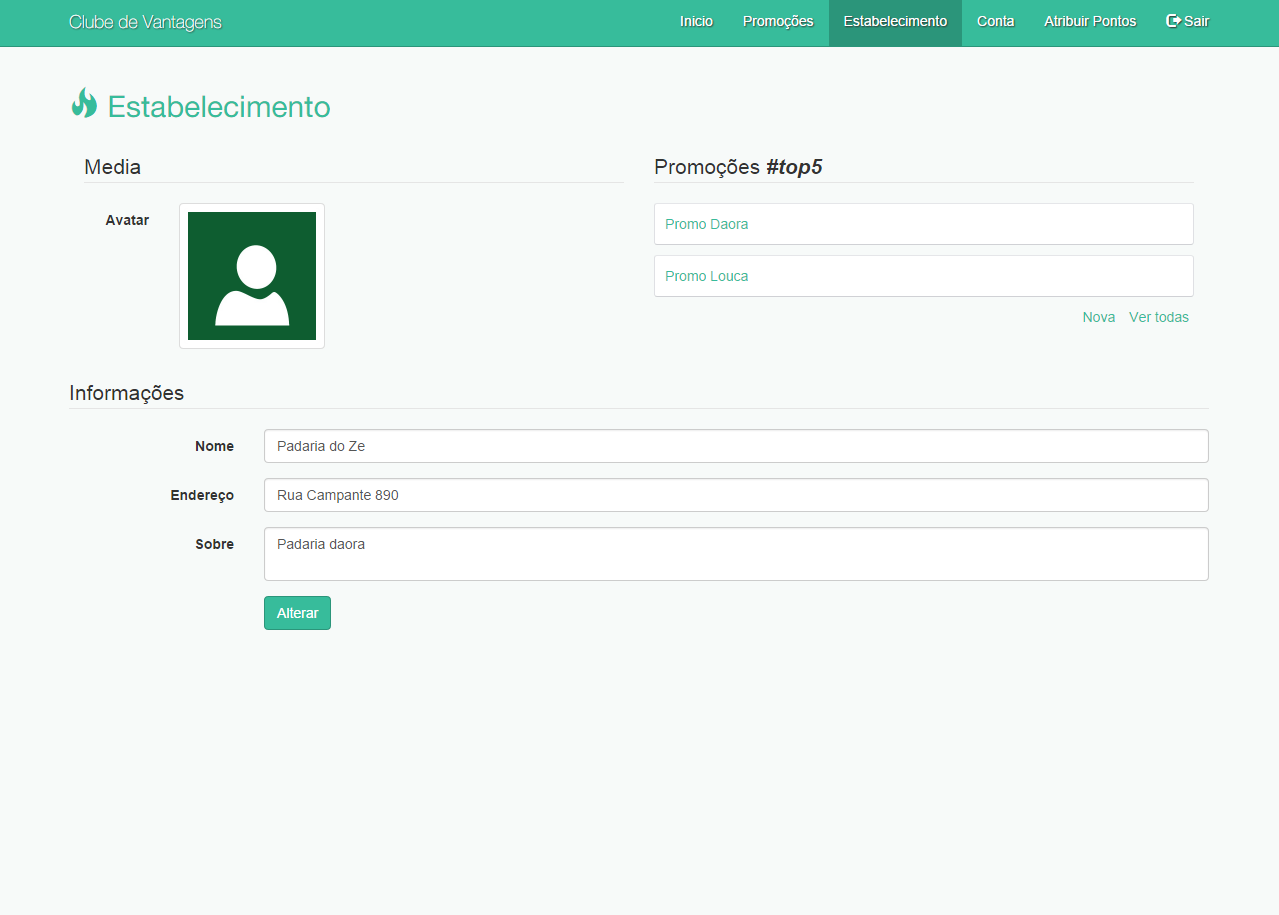 Clube de Vantagens
Inicio Promoções Estabelecimento Conta Atribuir Pontos Sair
Estabelecimento
Media
Avatar
Promoções #top5
Promo Daora
Promo Louca
Nova Ver todas
Informações
Nome Padaria do Ze
Endereço Rua Campante 890
Sobre Padaria daora
Alterar